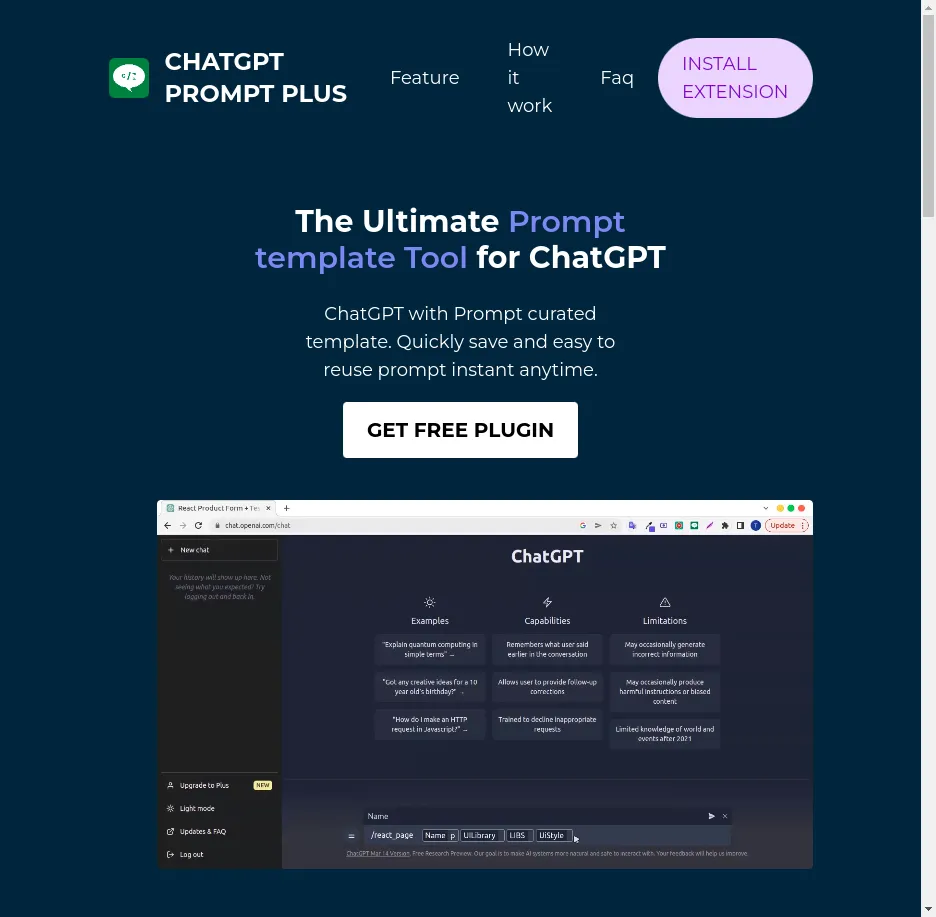 CHATGPT
PROMPT PLUS
Feature
How
it
work
Faq
INSTALL
EXTENSION
The Ultimate Prompt
template Tool for ChatGPT
ChatGPT with Prompt curated
template. Quickly save and easy to
reuse prompt instant anytime.
GET FREE PLUGIN
React Product Form + Tes
chat.openai.com/chat
Update
New chat
Your history will show up here. Not
seeing what you expected? Try
logging out and back in.
ChatGPT
Examples
Capabilities
Limitations
"Explain quantum computing in
simple terms" →
Remembers what user said
earlier in the conversation
May occasionally generate
incorrect information
"Got any creative ideas for a 10
year old's birthday?" →
Allows user to provide follow-up
corrections
May occasionally produce
harmful instructions or biased
content
"How do I make an HTTP
request in Javascript?" →
Trained to decline inappropriate
requests
Limited knowledge of world and
events after 2021
Upgrade to Plus
NEW
Light mode
Updates & FAQ
Log out
Name
/react_page Name p UILibrary LIBS UiStyle
ChatGPT Mar 14 Version. Free Research Preview. Our goal is to make AI systems more natural and safe to interact with. Your feedback will help us improve.